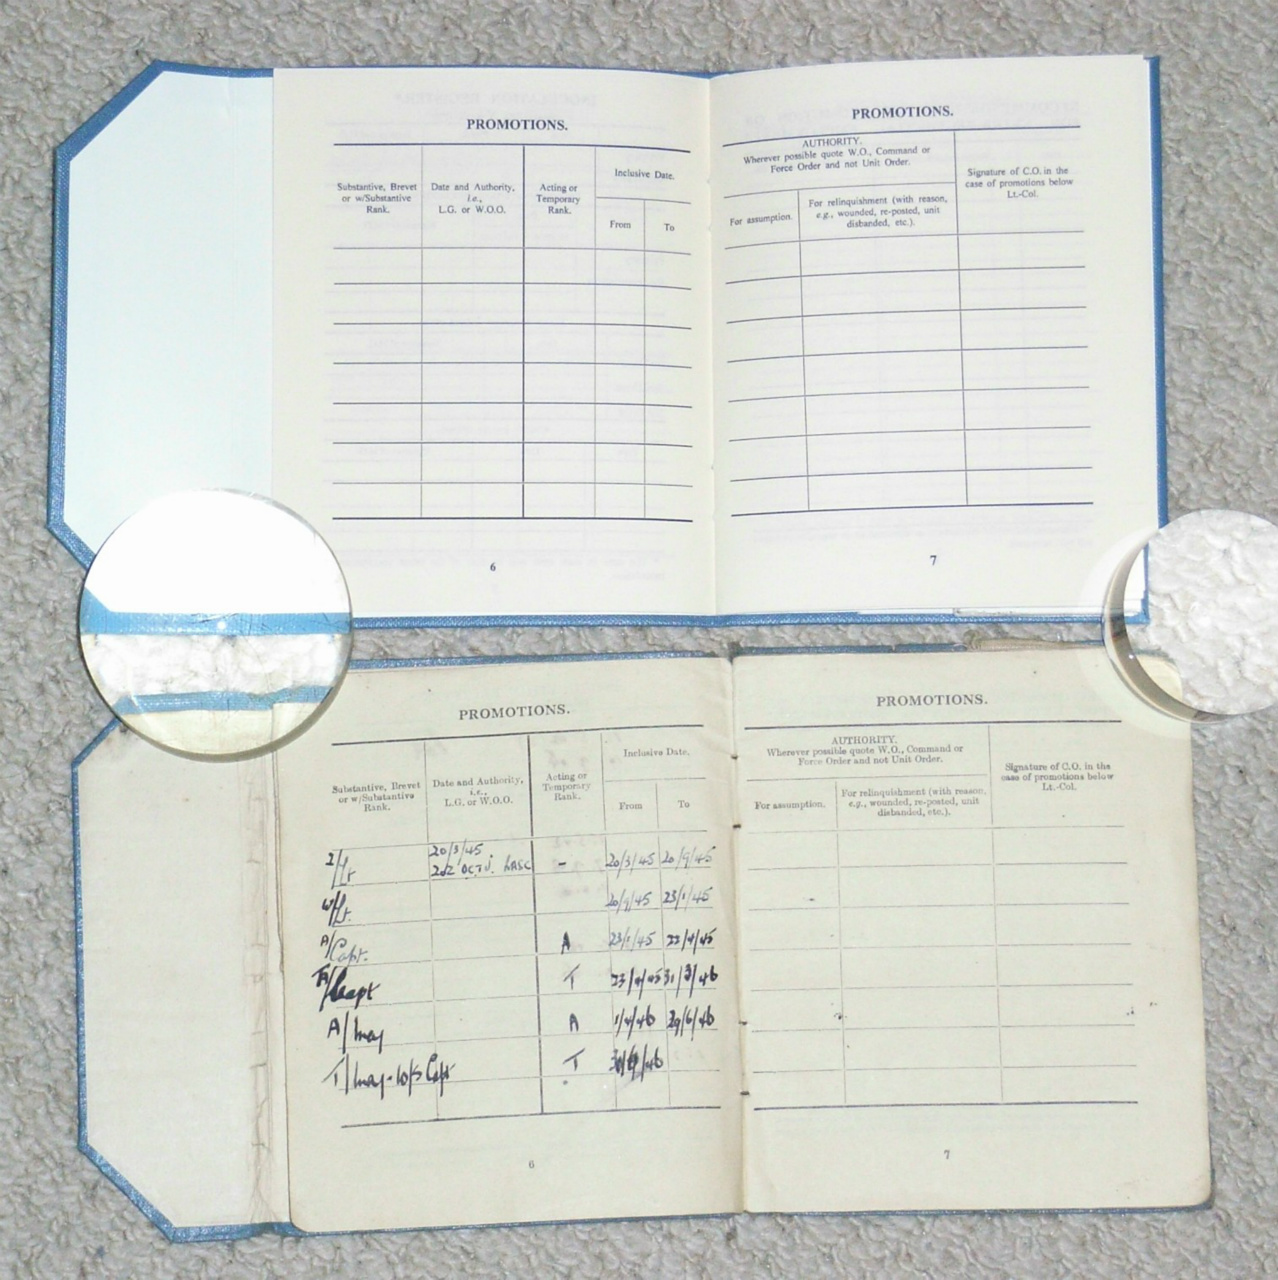 PROMOTIONS.
Substantive, Brevet
or w/Substantive
Rank.
Date and Authority,
i.e.,
L.G. or W.O.O.
Acting or
Temporary
Rank.
Inclusive Date.
From
To
6
PROMOTIONS.
AUTHORITY.
Wherever possible quote W.O., Command or
Force Order and not Unit Order.
For assumption.
For relinquishment (with reason,
e.g., wounded, re-posted, unit
disbanded, etc.).
Signature of C.O. in the
case of promotions below
Lt.-Col.
7
PROMOTIONS.
Substantive, Brevet
or w/Substantive
Rank.
Date and Authority,
i.e.,
L.G. or W.O.O.
Acting or
Temporary
Rank.
Inclusive Date.
From
To
20/3/45
2/Lt 202 OCTU. RASC - 20/3/45 20/9/45
W/Lt. 20/9/45 23/1/45
A/Capt. A 23/1/45 22/4/45
T/Capt T 23/4/45 31/3/46
A/Maj A 1/4/46 29/6/46
T/Maj - T /46
6
PROMOTIONS.
AUTHORITY.
Wherever possible quote W.O., Command or
Force Order and not Unit Order.
For assumption.
For relinquishment (with reason,
e.g., wounded, re-posted, unit
disbanded, etc.).
Signature of C.O. in the
case of promotions below
Lt.-Col.
7